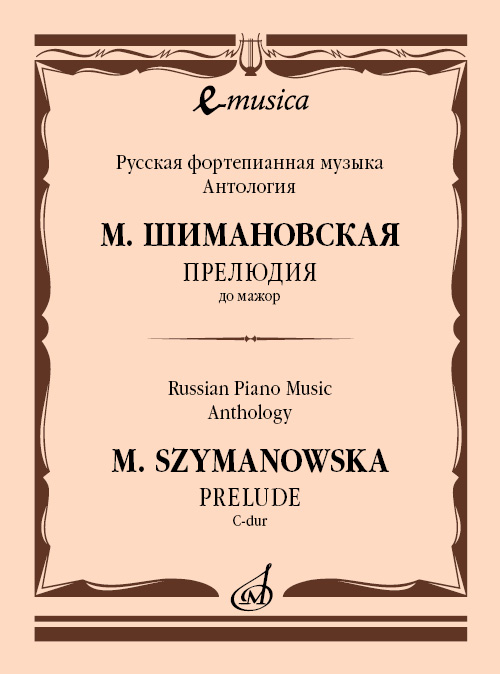 e-musica
Русская фортепианная музыка
Антология
М. ШИМАНОВСКАЯ
ПРЕЛЮДИЯ
до мажор
Russian Piano Music
Anthology
M. SZYMANOWSKA
PRELUDE
C-dur